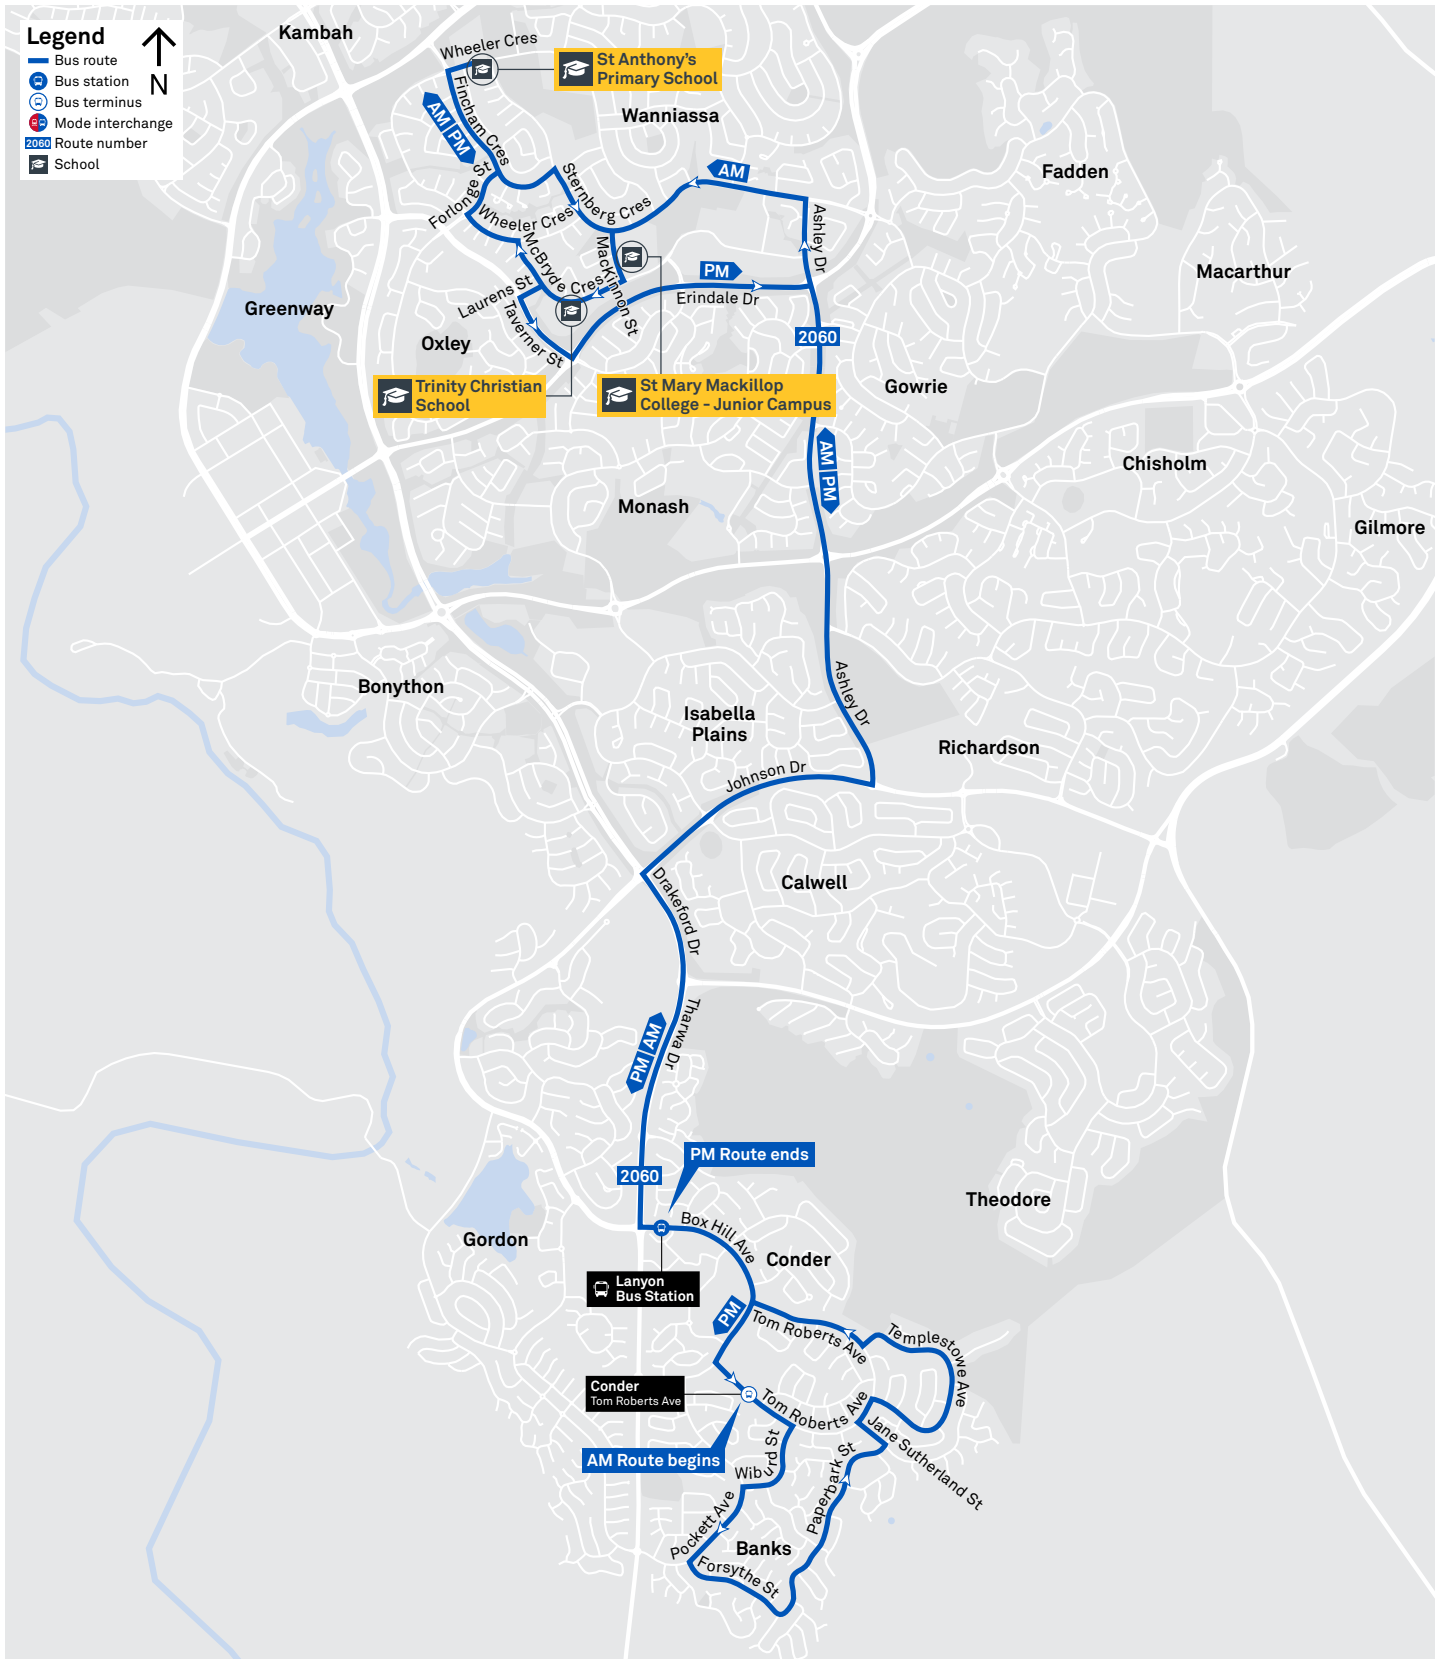 Legend
N
Bus route
Bus station
Bus terminus
Mode interchange
2060 Route number
School
Kambah
Wheeler Cres
St Anthony's
Primary School
Wanniassa
AM | PM
Fincham Cres
Forlonge St
Sternberg Cres
AM
Fadden
Wheeler Cres
McBryde Cres
MacKinnon St
Ashley Dr
PM
Erindale Dr
Macarthur
Greenway
Laurens St
Taverner St
Oxley
2060
Trinity Christian
School
St Mary Mackillop
College - Junior Campus
Gowrie
AM | PM
Chisholm
Monash
Gilmore
Bonython
Ashley Dr
Isabella
Plains
Richardson
Johnson Dr
Drakeford Dr
Calwell
PM | AM
Tharwa Dr
PM Route ends
2060
Theodore
Box Hill Ave
Gordon
Conder
Lanyon
Bus Station
PM
Tom Roberts Ave
Templestowe Ave
Conder
Tom Roberts Ave
Tom Roberts Ave
Jane Sutherland St
AM Route begins
Wiburd St
Paperbark St
Pockett Ave
Banks
Forsythe St